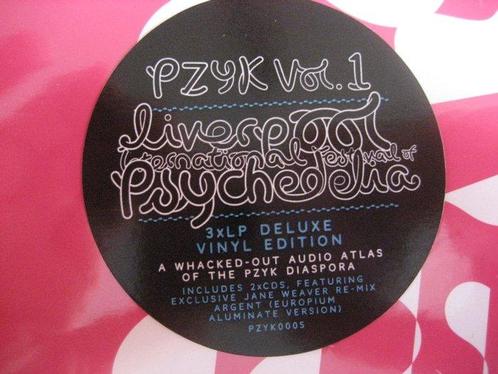 PZYK VOL.1
Liverpool
International Festival of
Psychedelia
3xLP DELUXE
VINYL EDITION
A WHACKED-OUT AUDIO ATLAS
OF THE PZYK DIASPORA
INCLUDES 2xCDS, FEATURING
EXCLUSIVE JANE WEAVER RE-MIX
ARGENT (EUROPIUM
ALUMINATE VERSION)
PZYK0005